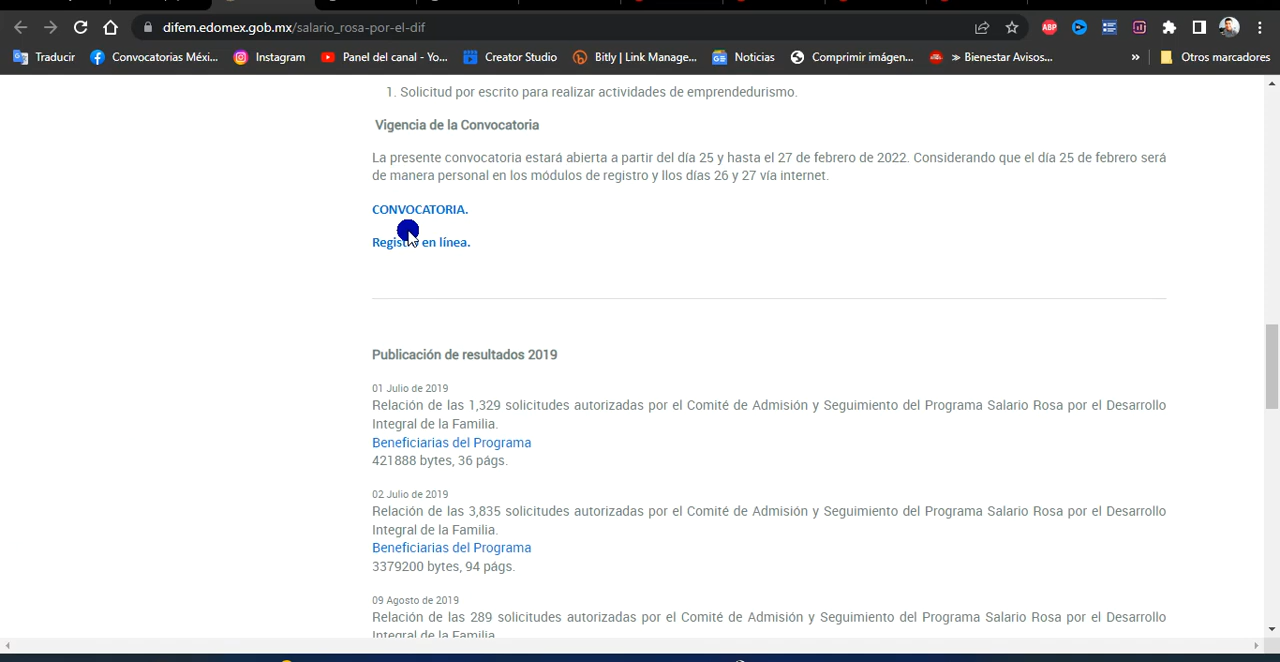 difem.edomex.gob.mx/salario_rosa-por-el-dif
ABP
Traducir
Convocatorias Méxi...
Instagram
Panel del canal - Yo...
Creator Studio
Bitly | Link Manage...
Noticias
Comprimir imágen...
≫ Bienestar Avisos...
»
Otros marcadores
1. Solicitud por escrito para realizar actividades de emprendedurismo.
Vigencia de la Convocatoria
La presente convocatoria estará abierta a partir del día 25 y hasta el 27 de febrero de 2022. Considerando que el día 25 de febrero será
de manera personal en los módulos de registro y llos días 26 y 27 vía internet.
CONVOCATORIA.
Registro en línea.
Publicación de resultados 2019
01 Julio de 2019
Relación de las 1,329 solicitudes autorizadas por el Comité de Admisión y Seguimiento del Programa Salario Rosa por el Desarrollo
Integral de la Familia.
Beneficiarias del Programa
421888 bytes, 36 págs.
02 Julio de 2019
Relación de las 3,835 solicitudes autorizadas por el Comité de Admisión y Seguimiento del Programa Salario Rosa por el Desarrollo
Integral de la Familia.
Beneficiarias del Programa
3379200 bytes, 94 págs.
09 Agosto de 2019
Relación de las 289 solicitudes autorizadas por el Comité de Admisión y Seguimiento del Programa Salario Rosa por el Desarrollo
Integral de la Familia